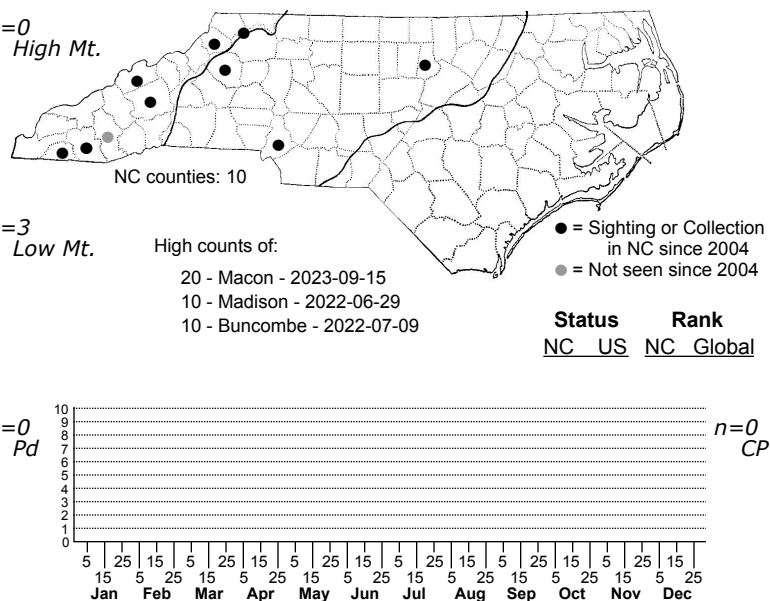 =0
High Mt.
NC counties: 10
=3
Low Mt.
High counts of:
20 - Macon - 2023-09-15
10 - Madison - 2022-06-29
10 - Buncombe - 2022-07-09
= Sighting or Collection
in NC since 2004
= Not seen since 2004
Status Rank
NC US NC Global
=0
Pd
10
9
8
7
6
5
4
3
2
1
0
n=0
CP
5 25 15 5 25 15 5 25 15 5 25 15 5 25 15 5 25 15
15 5 25 15 5 25 15 5 25 15 5 25 15 5 25 15 5 25
Jan Feb Mar Apr May Jun Jul Aug Sep Oct Nov Dec